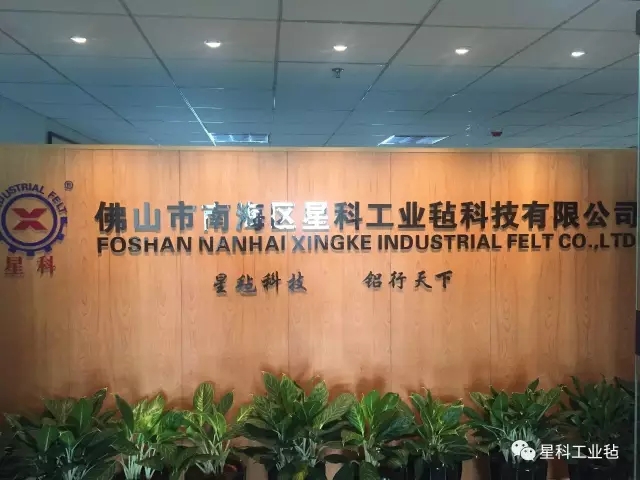 INDUSTRIAL FELT
®
X
星科
佛山市南海区星科工业毡科技有限公司
FOSHAN NANHAI XINGKE INDUSTRIAL FELT CO.,LTD
星毡科技 铝行天下
星科工业毡